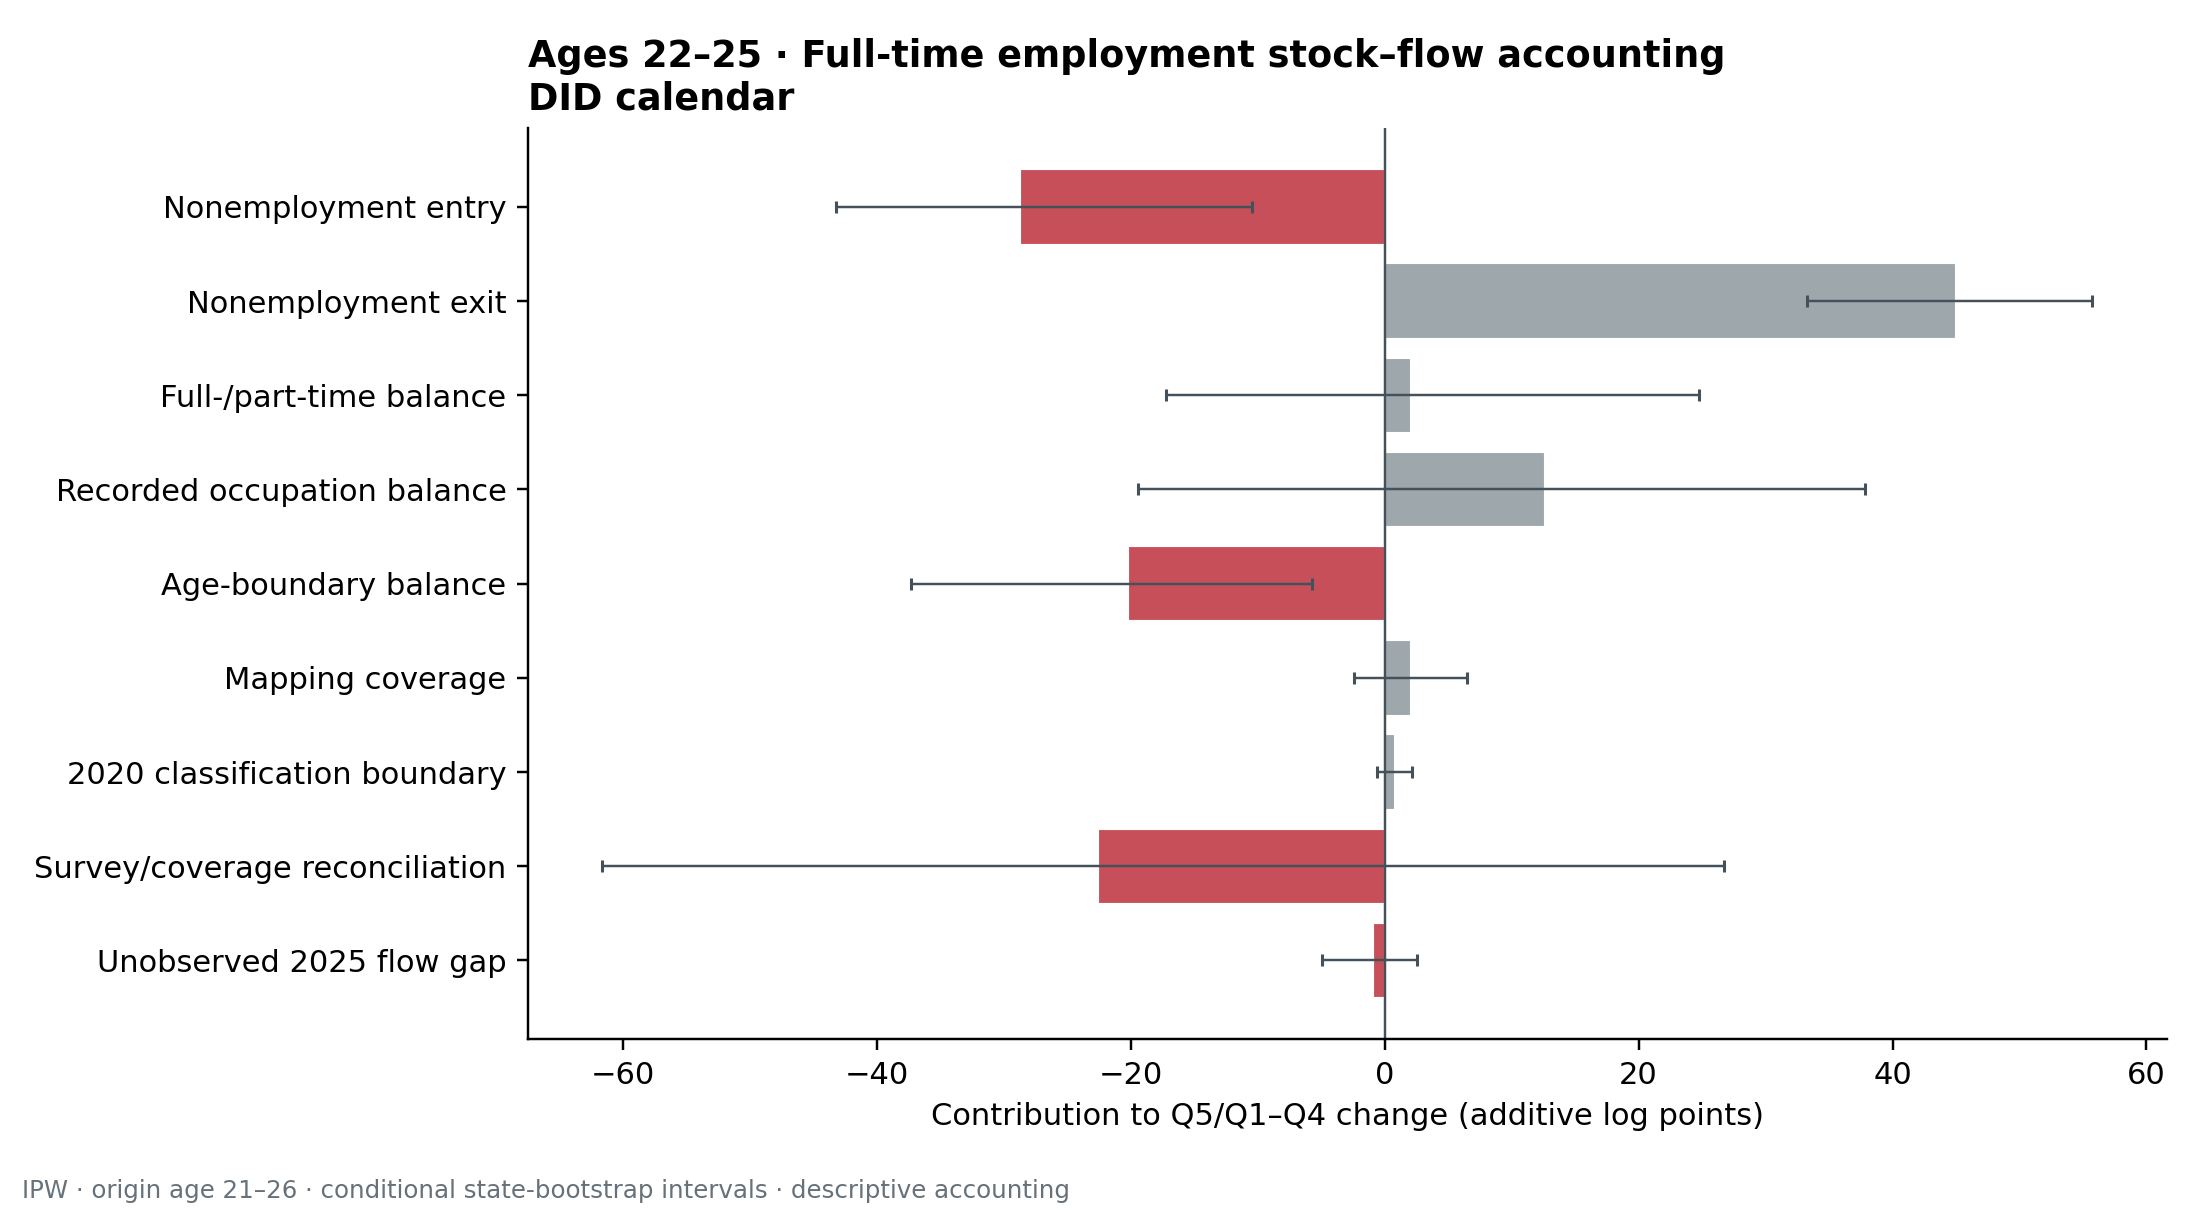 Ages 22–25 · Full-time employment stock–flow accounting
DID calendar
Nonemployment entry
Nonemployment exit
Full-/part-time balance
Recorded occupation balance
Age-boundary balance
Mapping coverage
2020 classification boundary
Survey/coverage reconciliation
Unobserved 2025 flow gap
−60 −40 −20 0 20 40 60
Contribution to Q5/Q1–Q4 change (additive log points)
IPW · origin age 21–26 · conditional state-bootstrap intervals · descriptive accounting